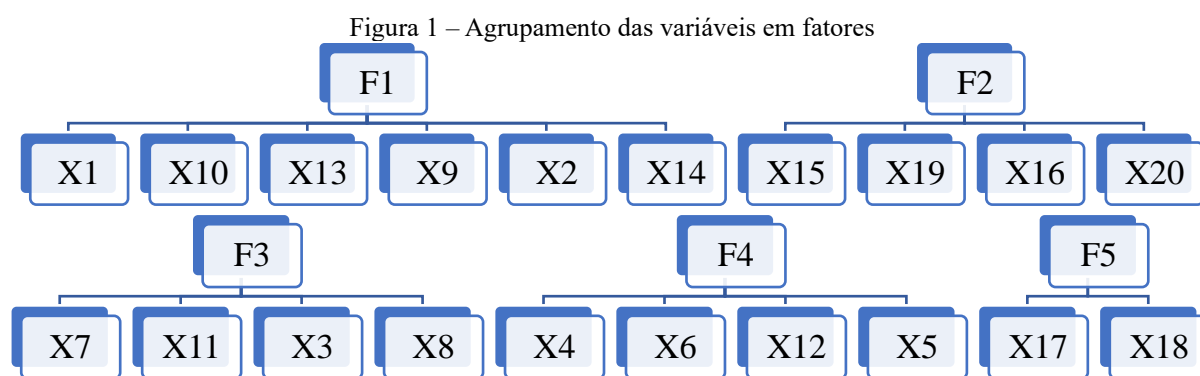 Figura 1 – Agrupamento das variáveis em fatores
F1 F2
X1 X10 X13 X9 X2 X14 X15 X19 X16 X20
F3 F4 F5
X7 X11 X3 X8 X4 X6 X12 X5 X17 X18